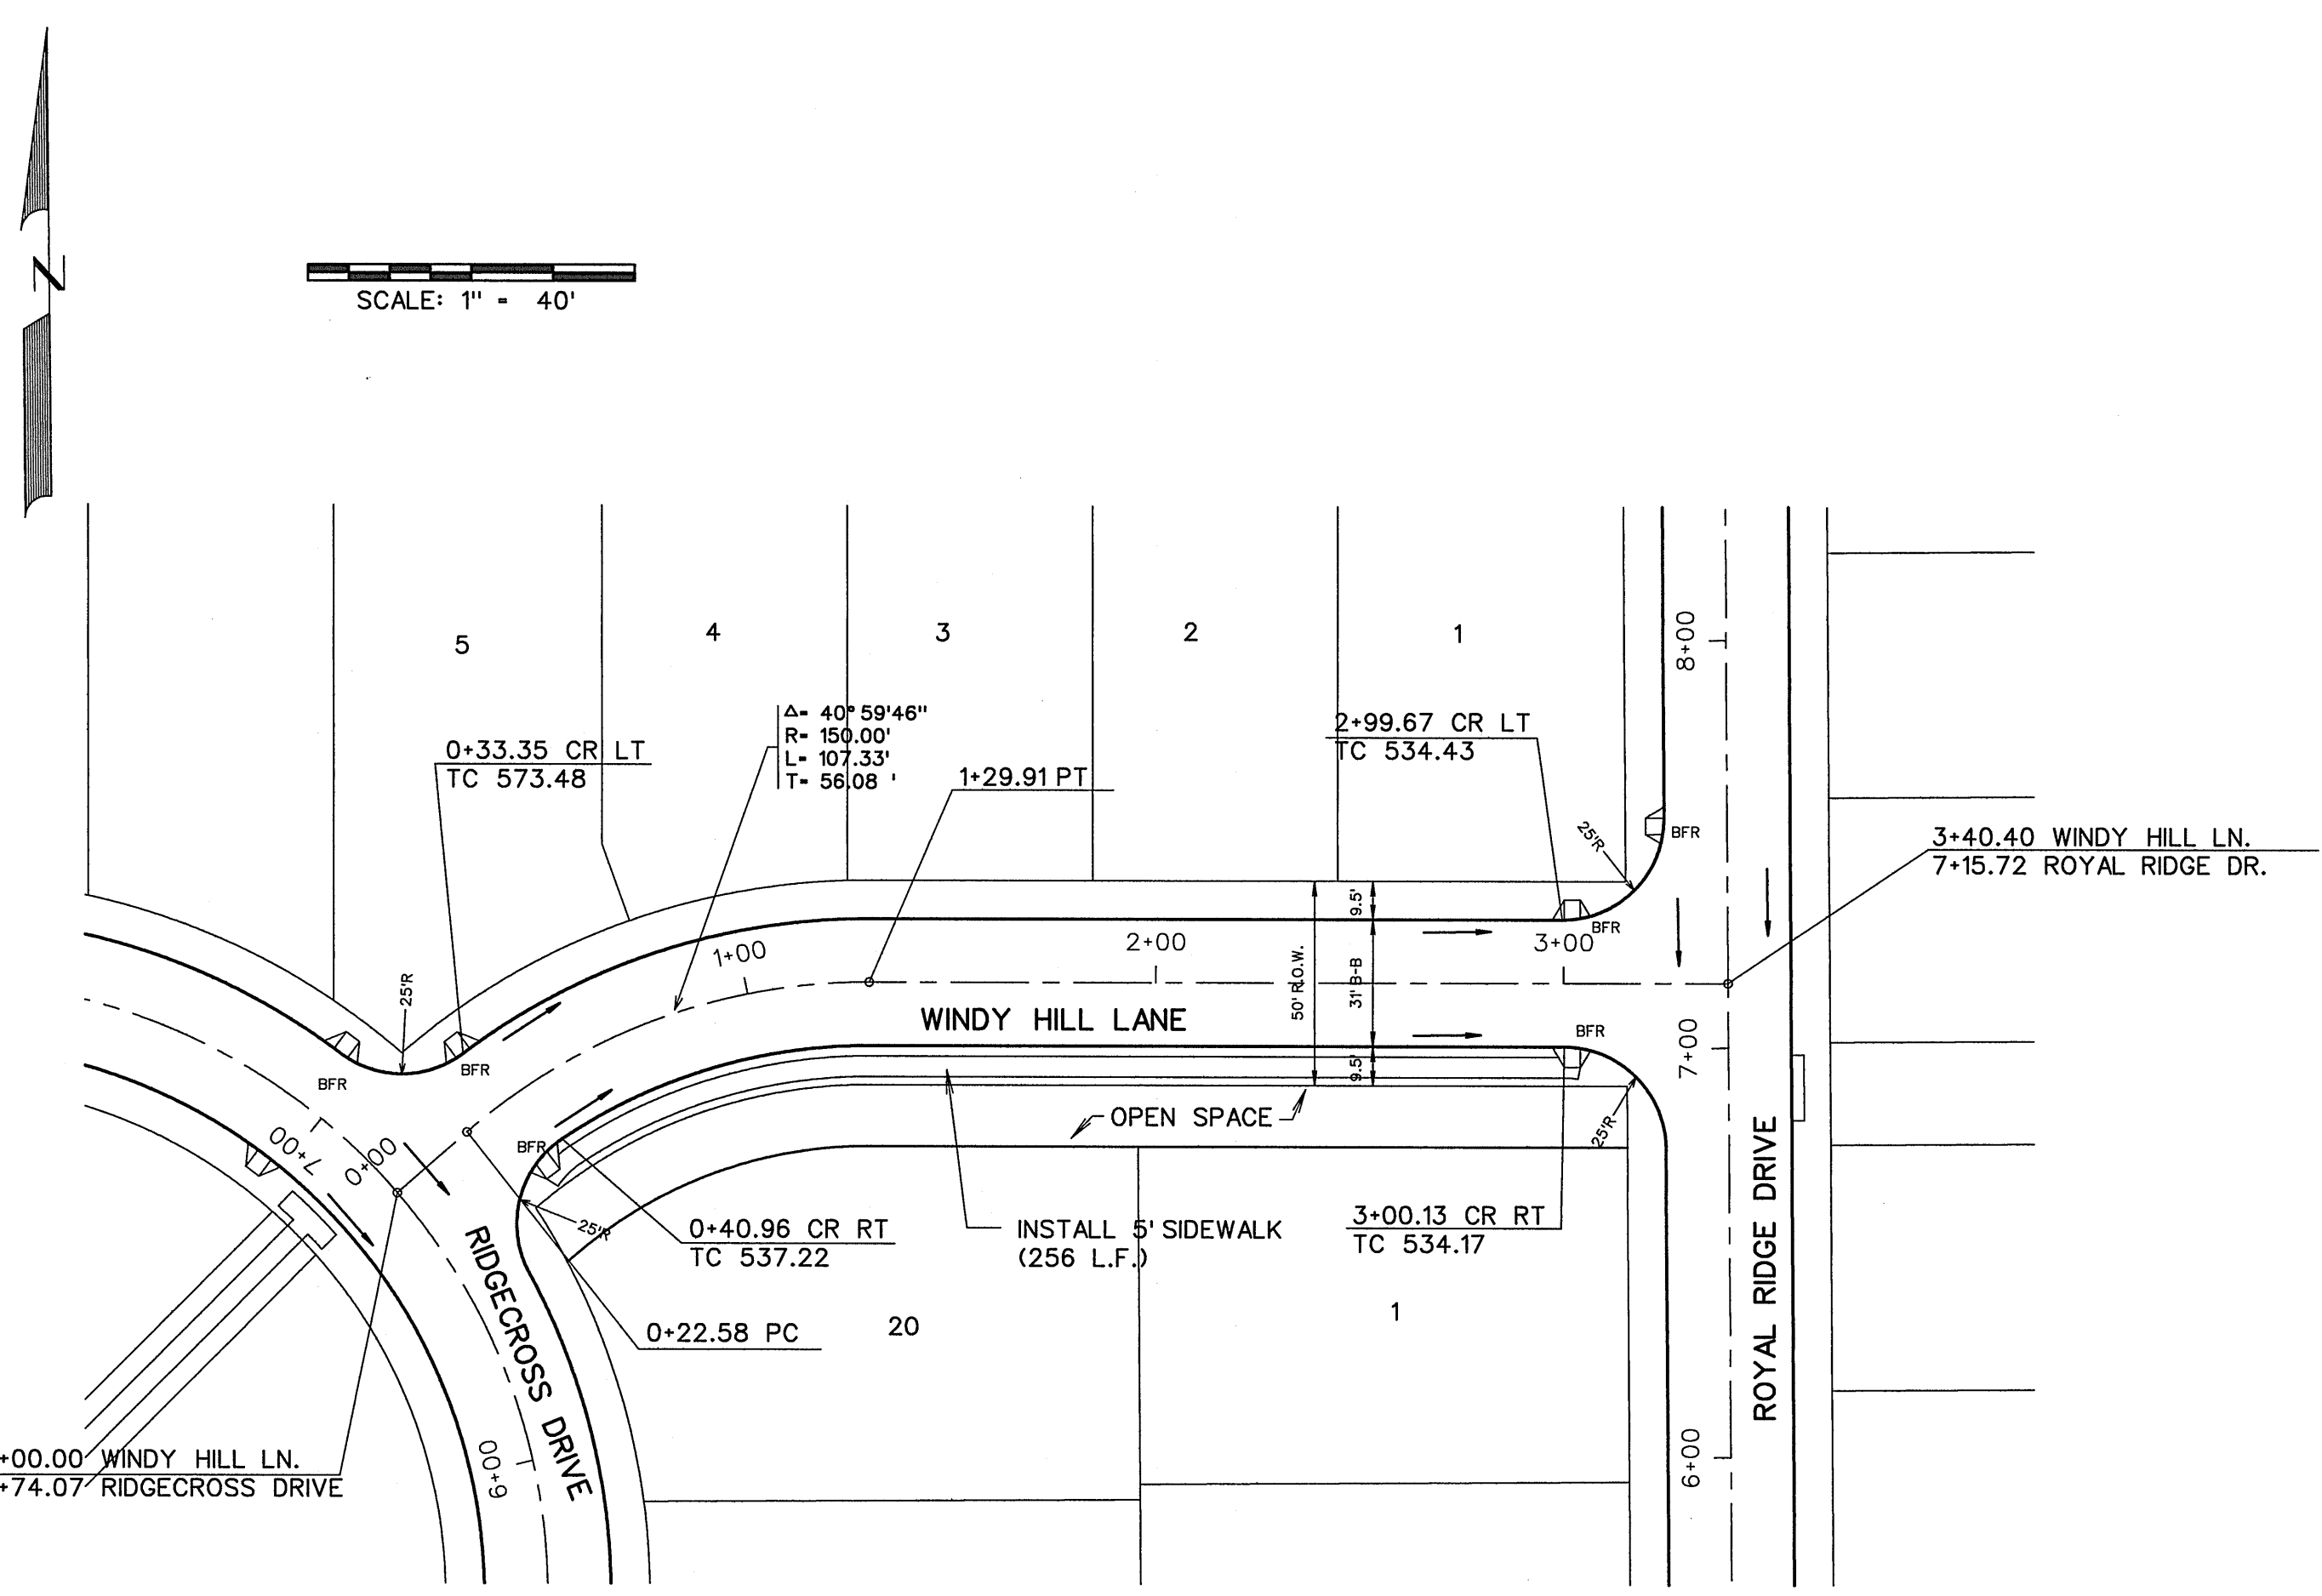 N
SCALE: 1" = 40'
5
4
3
2
1
8+00
Δ= 40°59'46"
R= 150.00'
L= 107.33'
T= 56.08 '
0+33.35 CR LT
TC 573.48
1+29.91 PT
2+99.67 CR LT
TC 534.43
25'R
BFR
3+40.40 WINDY HILL LN.
7+15.72 ROYAL RIDGE DR.
9.5'
BFR
1+00
2+00
3+00
25'R
50' R.O.W.
31' B-B
WINDY HILL LANE
BFR
7+00
BFR
BFR
9.5'
OPEN SPACE
25'R
7+00
0+00
BFR
ROYAL RIDGE DRIVE
25'R
0+40.96 CR RT
TC 537.22
INSTALL 5' SIDEWALK
(256 L.F.)
3+00.13 CR RT
TC 534.17
RIDGECROSS DRIVE
0+22.58 PC
20
1
6+00
6+00
+00.00 WINDY HILL LN.
+74.07 RIDGECROSS DRIVE